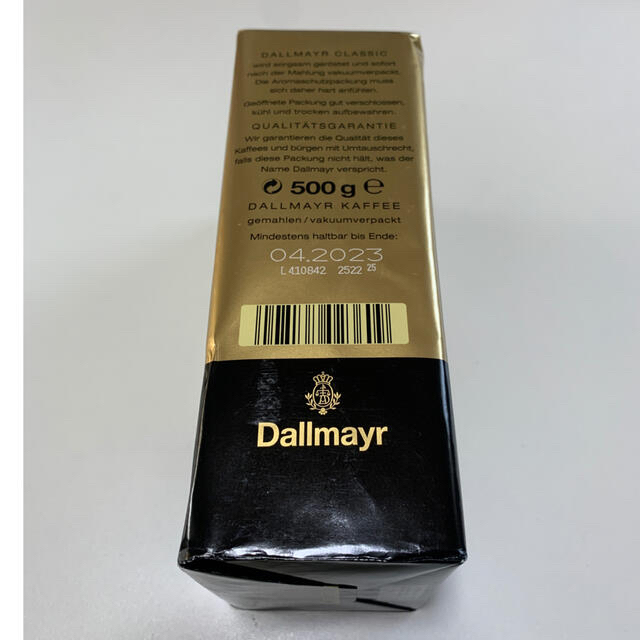 DALLMAYR CLASSIC
wird einzeln geröstet und sofort
nach der Mahlung vakuumverpackt.
Die Aromaschutzpackung muss
sich daher hart anfühlen.
Geöffnete Packung gut verschlossen,
kühl und trocken aufbewahren.
QUALITÄTSGARANTIE
Wir garantieren die Qualität dieses
Kaffees und bürgen mit Umtauschrecht,
falls diese Packung nicht hält, was der
Name Dallmayr verspricht.
500 g e
DALLMAYR KAFFEE
gemahlen/vakuumverpackt
Mindestens haltbar bis Ende:
04.2023
L410842 2522 25
Dallmayr